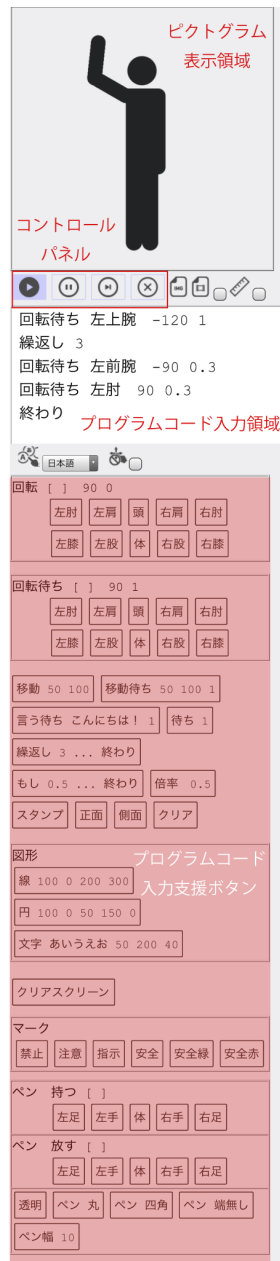 ピクトグラム
表示領域
コントロール
パネル
回転待ち 左上腕 -120 1
繰返し 3
回転待ち 左前腕 -90 0.3
回転待ち 左肘 90 0.3
終わり
プログラムコード入力領域
日本語
回転 [ ] 90 0
左肘 左肩 頭 右肩 右肘
左膝 左股 体 右股 右膝
回転待ち [ ] 90 1
左肘 左肩 頭 右肩 右肘
左膝 左股 体 右股 右膝
移動 50 100 移動待ち 50 100 1
言う待ち こんにちは! 1 待ち 1
繰返し 3 ... 終わり
もし 0.5 ... 終わり 倍率 0.5
スタンプ 正面 側面 クリア
図形
プログラムコード
入力支援ボタン
線 100 0 200 300
円 100 0 50 150 0
文字 あいうえお 50 200 40
クリアスクリーン
マーク
禁止 注意 指示 安全 安全緑 安全赤
ペン 持つ [ ]
左足 左手 体 右手 右足
ペン 放す [ ]
左足 左手 体 右手 右足
透明 ペン 丸 ペン 四角 ペン 端無し
ペン幅 10